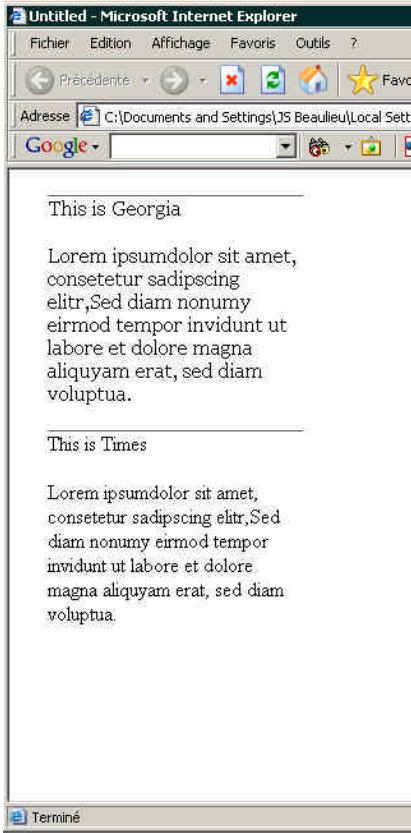 Untitled - Microsoft Internet Explorer
Fichier Edition Affichage Favoris Outils ?
Précédente Favo
Adresse C:\Documents and Settings\JS Beaulieu\Local Sett
Google
This is Georgia
Lorem ipsumdolor sit amet,
consetetur sadipscing
elitr,Sed diam nonumy
eirmod tempor invidunt ut
labore et dolore magna
aliquyam erat, sed diam
voluptua.
This is Times
Lorem ipsumdolor sit amet,
consetetur sadipscing elitr,Sed
diam nonumy eirmod tempor
invidunt ut labore et dolore
magna aliquyam erat, sed diam
voluptua.
Terminé